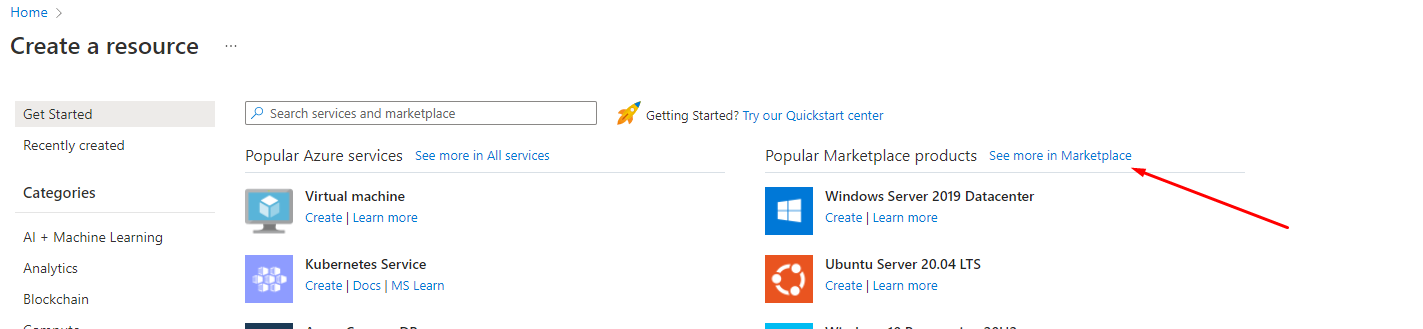 Home >
Create a resource ...
Get Started
Recently created
Categories
AI + Machine Learning
Analytics
Blockchain
Search services and marketplace
Getting Started? Try our Quickstart center
Popular Azure services See more in All services
Virtual machine
Create | Learn more
Kubernetes Service
Create | Docs | MS Learn
Popular Marketplace products See more in Marketplace
Windows Server 2019 Datacenter
Create | Learn more
Ubuntu Server 20.04 LTS
Create | Learn more